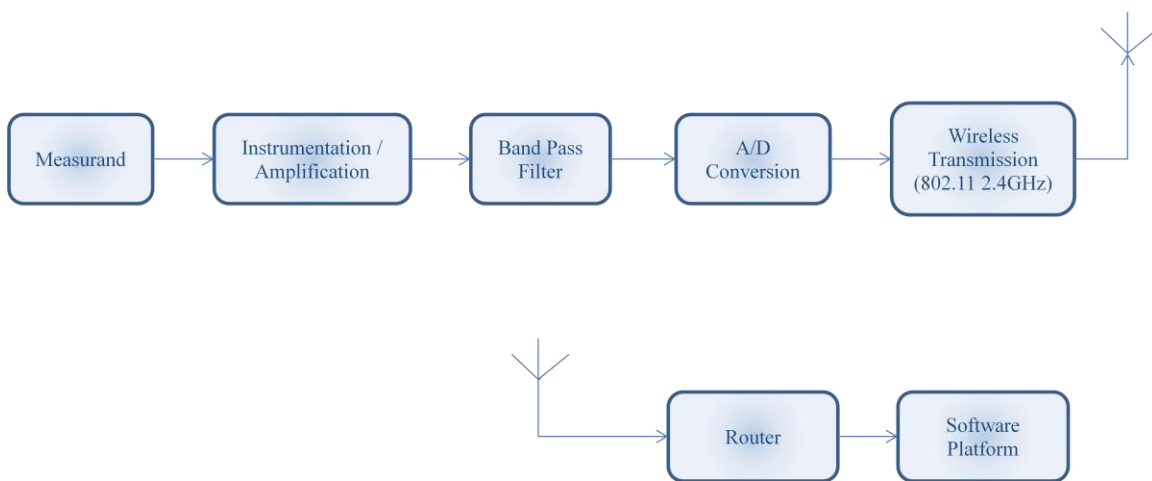 Measurand
Instrumentation /
Amplification
Band Pass
Filter
A/D
Conversion
Wireless
Transmission
(802.11 2.4GHz)
Router
Software
Platform